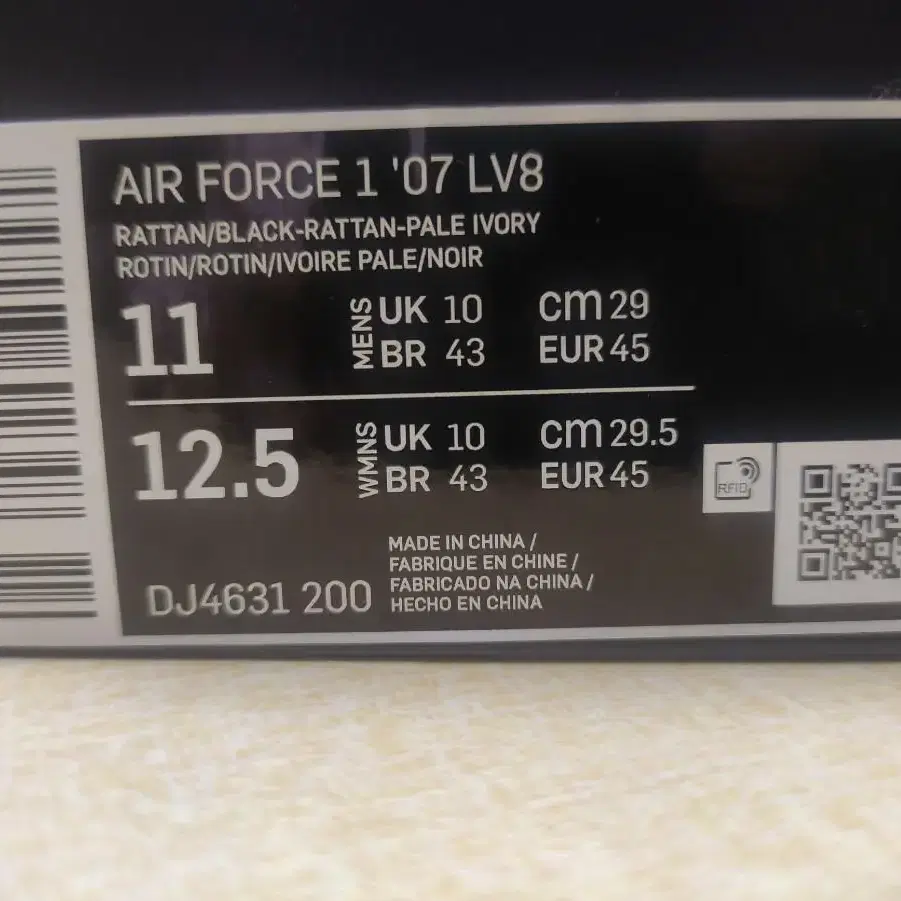 AIR FORCE 1 '07 LV8
RATTAN/BLACK-RATTAN-PALE IVORY
ROTIN/ROTIN/IVOIRE PALE/NOIR
11
MENS
UK 10 cm 29
BR 43 EUR 45
12.5
WMNS
UK 10 cm 29.5
BR 43 EUR 45
RFID
DJ4631 200
MADE IN CHINA /
FABRIQUE EN CHINE /
FABRICADO NA CHINA /
HECHO EN CHINA